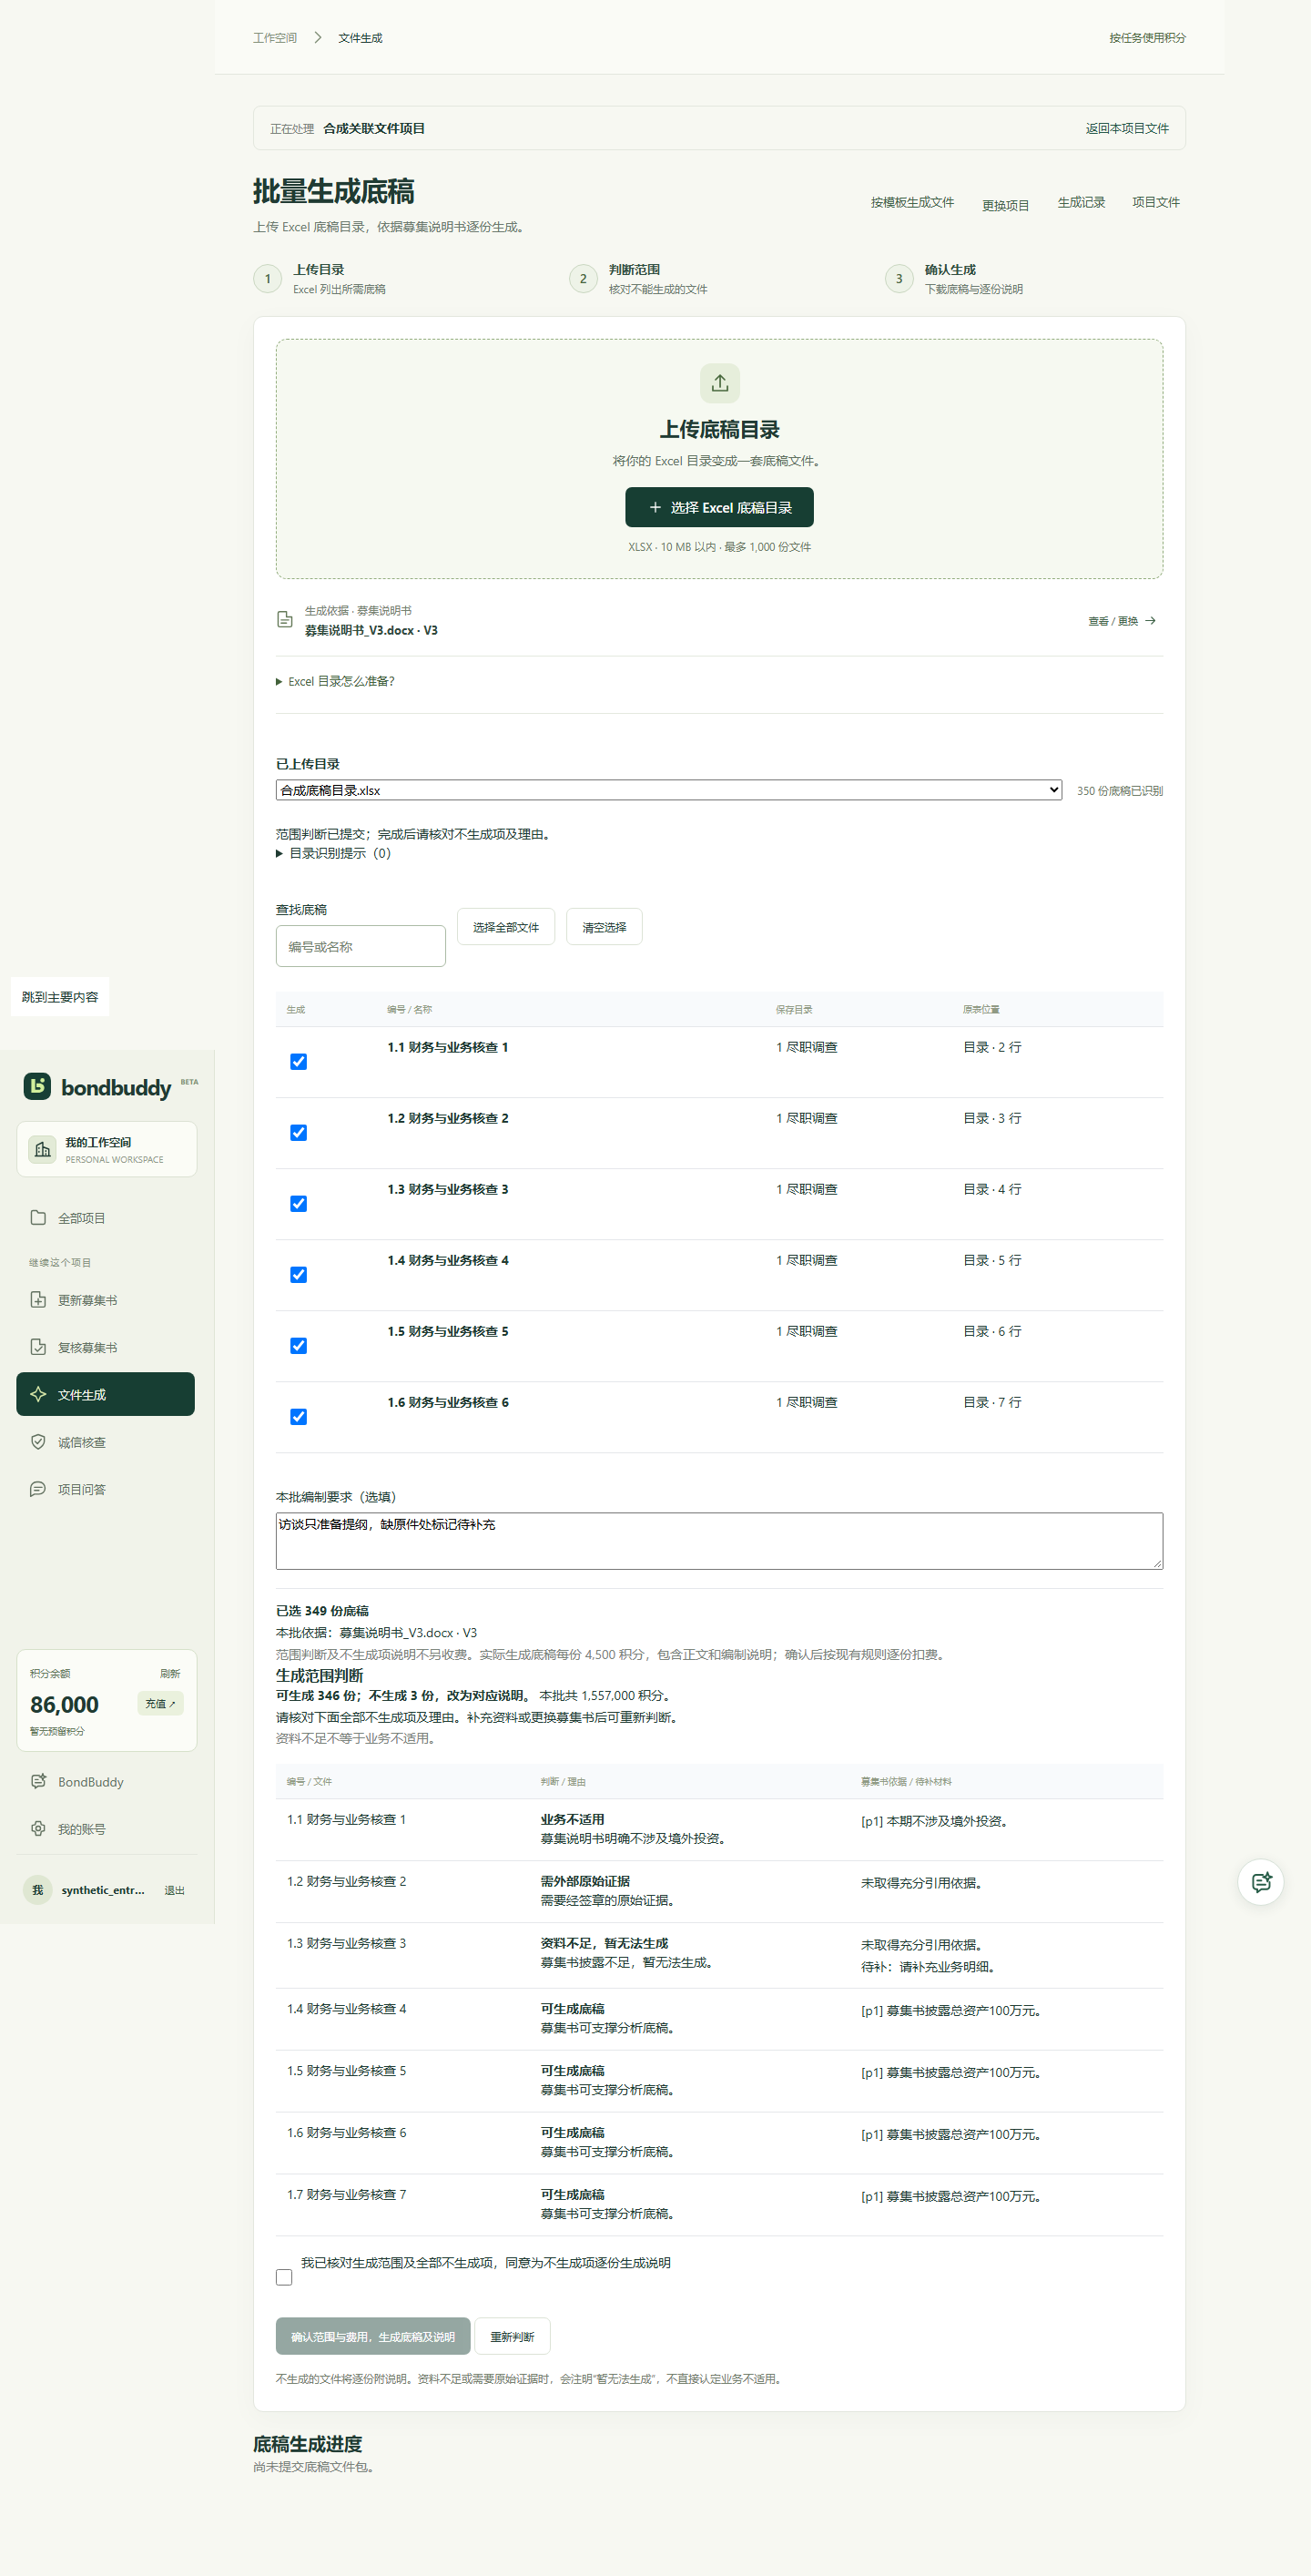 工作空间 > 文件生成
按任务使用积分
正在处理 合成关联文件项目
返回本项目文件
批量生成底稿
上传 Excel 底稿目录，依据募集说明书逐份生成。
按模板生成文件 更换项目 生成记录 项目文件
1 上传目录
Excel 列出所需底稿
2 判断范围
核对不能生成的文件
3 确认生成
下载底稿与逐份说明
上传底稿目录
将你的 Excel 目录变成一套底稿文件。
+ 选择 Excel 底稿目录
XLSX · 10 MB 以内 · 最多 1,000 份文件
生成依据 · 募集说明书
募集说明书_V3.docx · V3
查看 / 更换 →
▶ Excel 目录怎么准备？
已上传目录
合成底稿目录.xlsx
350 份底稿已识别
范围判断已提交；完成后请核对不生成项及理由。
▶ 目录识别提示（0）
查找底稿
编号或名称
选择全部文件 清空选择
生成 编号 / 名称 保存目录 原表位置
1.1 财务与业务核查 1 1 尽职调查 目录 · 2 行
1.2 财务与业务核查 2 1 尽职调查 目录 · 3 行
1.3 财务与业务核查 3 1 尽职调查 目录 · 4 行
1.4 财务与业务核查 4 1 尽职调查 目录 · 5 行
1.5 财务与业务核查 5 1 尽职调查 目录 · 6 行
1.6 财务与业务核查 6 1 尽职调查 目录 · 7 行
本批编制要求（选填）
访谈只准备提纲，缺原件处标记待补充
已选 349 份底稿
本批依据：募集说明书_V3.docx · V3
范围判断及不生成项说明不另收费。实际生成底稿每份 4,500 积分，包含正文和编制说明；确认后按现有规则逐份扣费。
生成范围判断
可生成 346 份；不生成 3 份，改为对应说明。 本批共 1,557,000 积分。
请核对下面全部不生成项及理由。补充资料或更换募集书后可重新判断。
资料不足不等于业务不适用。
编号 / 文件 判断 / 理由 募集书依据 / 待补材料
1.1 财务与业务核查 1 业务不适用 [p1] 本期不涉及境外投资。
募集说明书明确不涉及境外投资。
1.2 财务与业务核查 2 需外部原始证据 未取得充分引用依据。
需要经签章的原始证据。
1.3 财务与业务核查 3 资料不足，暂无法生成 未取得充分引用依据。
募集书披露不足，暂无法生成。 待补：请补充业务明细。
1.4 财务与业务核查 4 可生成底稿 [p1] 募集书披露总资产100万元。
募集书可支撑分析底稿。
1.5 财务与业务核查 5 可生成底稿 [p1] 募集书披露总资产100万元。
募集书可支撑分析底稿。
1.6 财务与业务核查 6 可生成底稿 [p1] 募集书披露总资产100万元。
募集书可支撑分析底稿。
1.7 财务与业务核查 7 可生成底稿 [p1] 募集书披露总资产100万元。
募集书可支撑分析底稿。
我已核对生成范围及全部不生成项，同意为不生成项逐份生成说明
确认范围与费用，生成底稿及说明 重新判断
不生成的文件将逐份附说明。资料不足或需要原始证据时，会注明“暂无法生成”，不直接认定业务不适用。
底稿生成进度
尚未提交底稿文件包。
跳到主要内容
bondbuddy BETA
我的工作空间
PERSONAL WORKSPACE
全部项目
继续这个项目
更新募集书
复核募集书
文件生成
诚信核查
项目问答
积分余额 刷新
86,000 充值 ↗
暂无预留积分
BondBuddy
我的账号
我 synthetic_entr... 退出